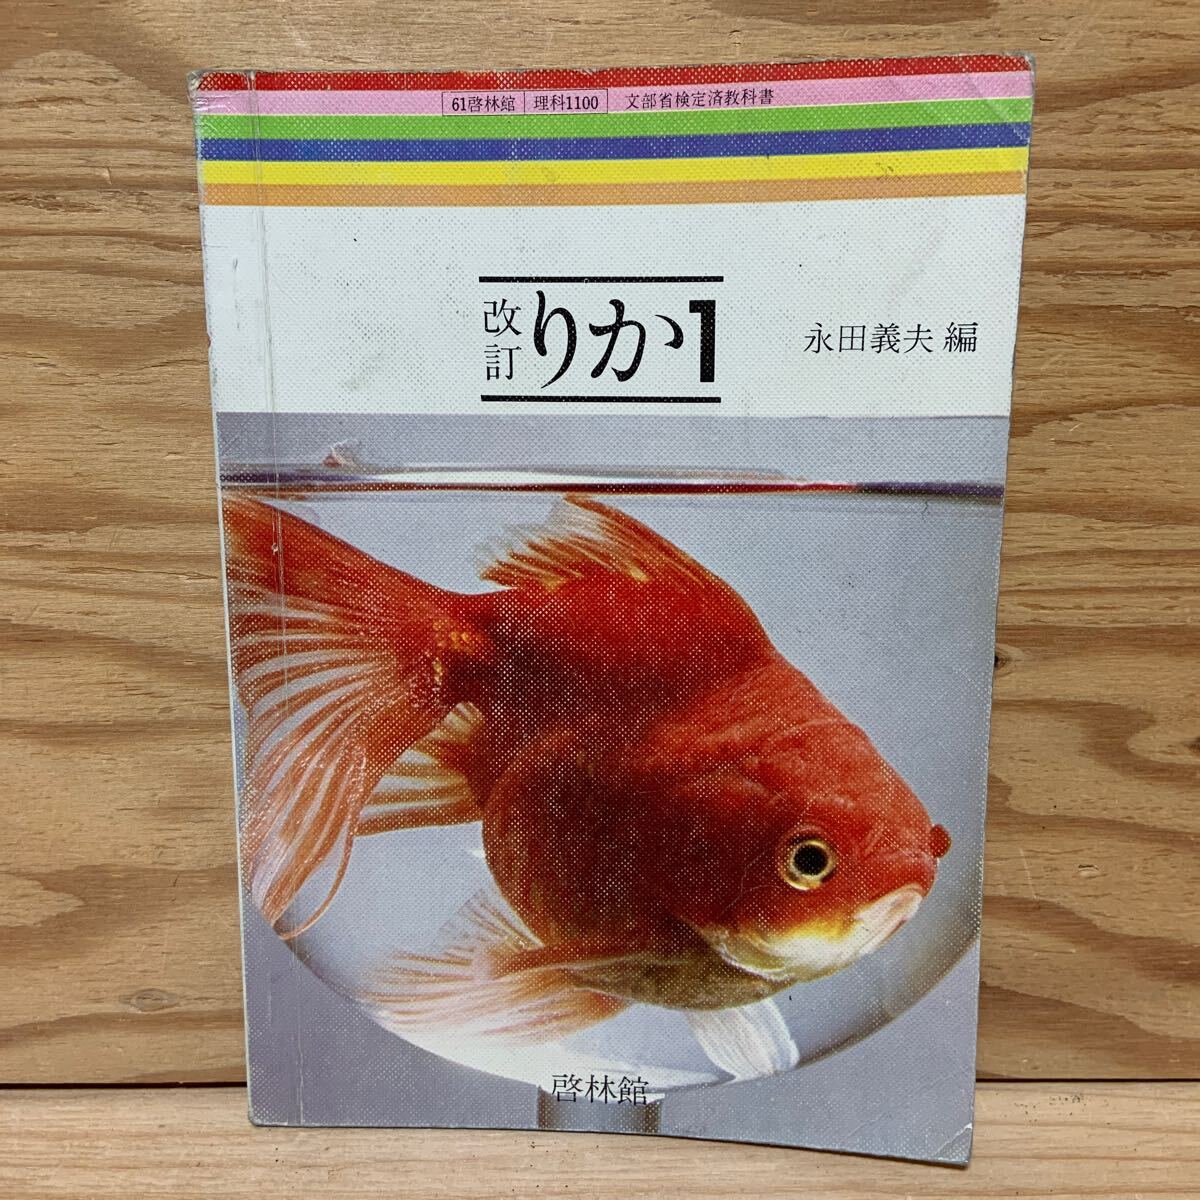 61啓林館 理科1100 文部省検定済教科書
改訂 りか1
永田義夫 編
啓林館